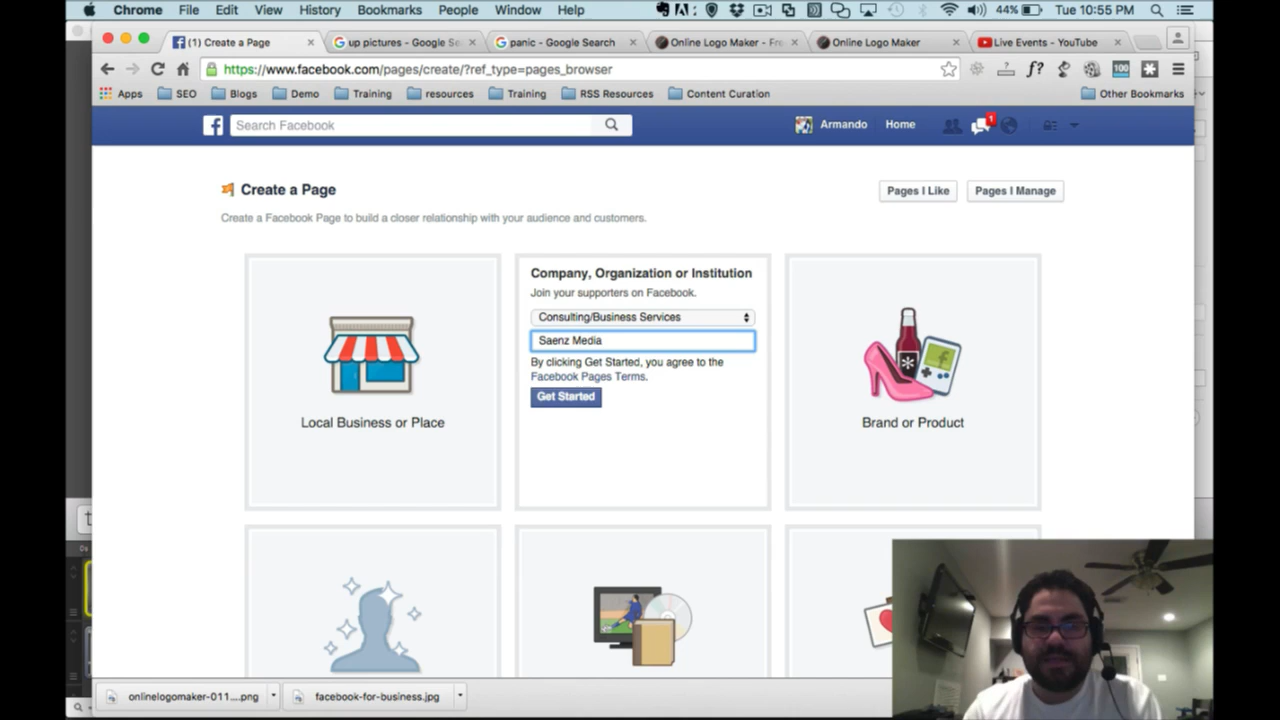 Chrome File Edit View History Bookmarks People Window Help 44% Tue 10:55 PM
(1) Create a Page
up pictures - Google Se
panic - Google Search
Online Logo Maker - Fre
Online Logo Maker
Live Events - YouTube
https://www.facebook.com/pages/create/?ref_type=pages_browser
f?
100
Apps SEO Blogs Demo Training resources Training RSS Resources Content Curation Other Bookmarks
Search Facebook
Armando Home 1
Create a Page
Pages I Like Pages I Manage
Create a Facebook Page to build a closer relationship with your audience and customers.
Local Business or Place
Company, Organization or Institution
Join your supporters on Facebook.
Consulting/Business Services
Saenz Media
By clicking Get Started, you agree to the
Facebook Pages Terms.
Get Started
Brand or Product
onlinelogomaker-011....png
facebook-for-business.jpg